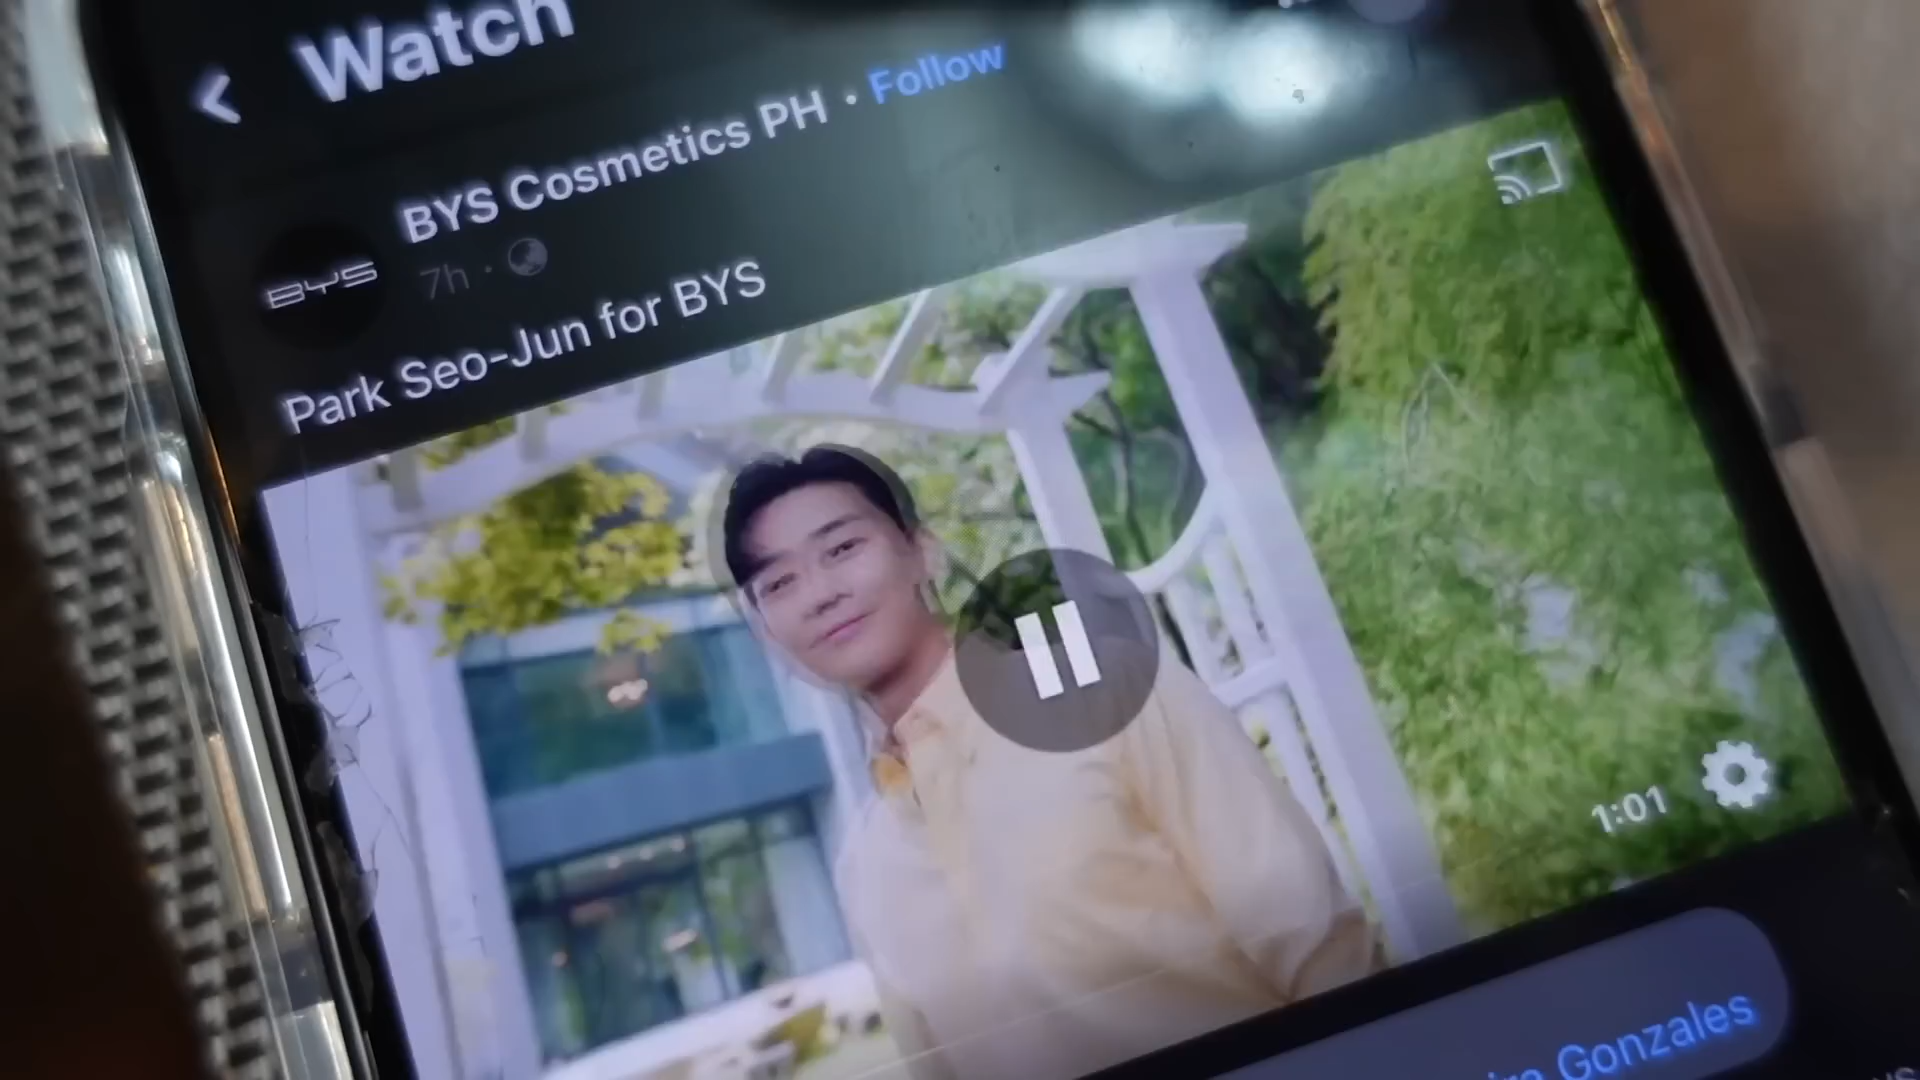 Watch
BYS Cosmetics PH · Follow
BYS
7h ·
Park Seo-Jun for BYS
1:01
Gonzales